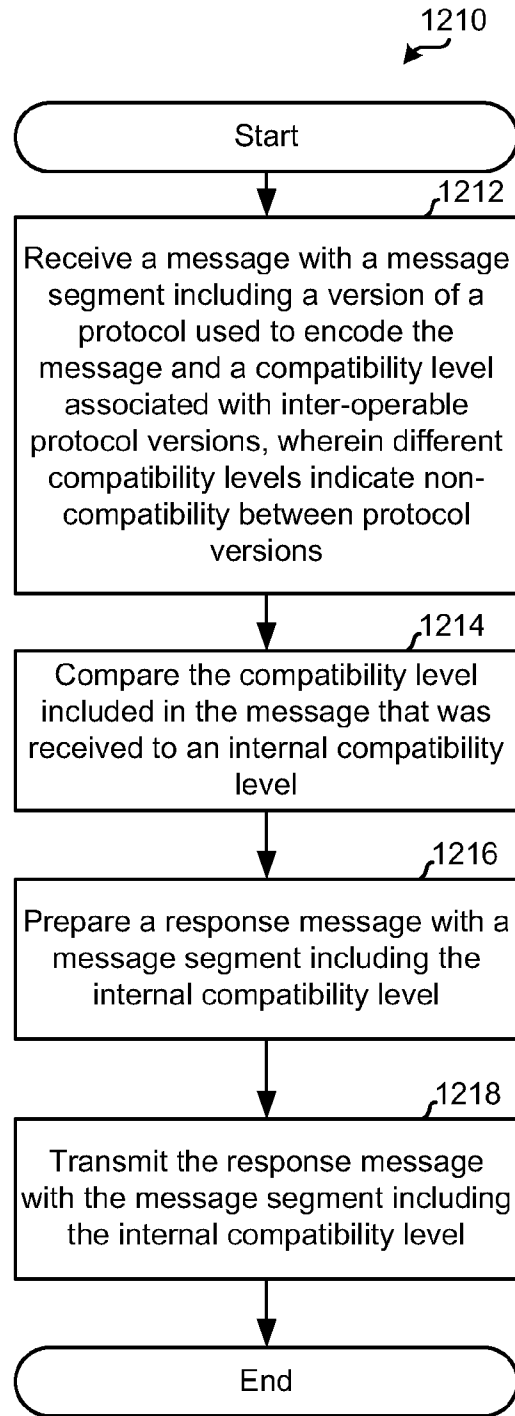 1210
Start
1212
Receive a message with a message
segment including a version of a
protocol used to encode the
message and a compatibility level
associated with inter-operable
protocol versions, wherein different
compatibility levels indicate non-
compatibility between protocol
versions
1214
Compare the compatibility level
included in the message that was
received to an internal compatibility
level
1216
Prepare a response message with a
message segment including the
internal compatibility level
1218
Transmit the response message
with the message segment including
the internal compatibility level
End